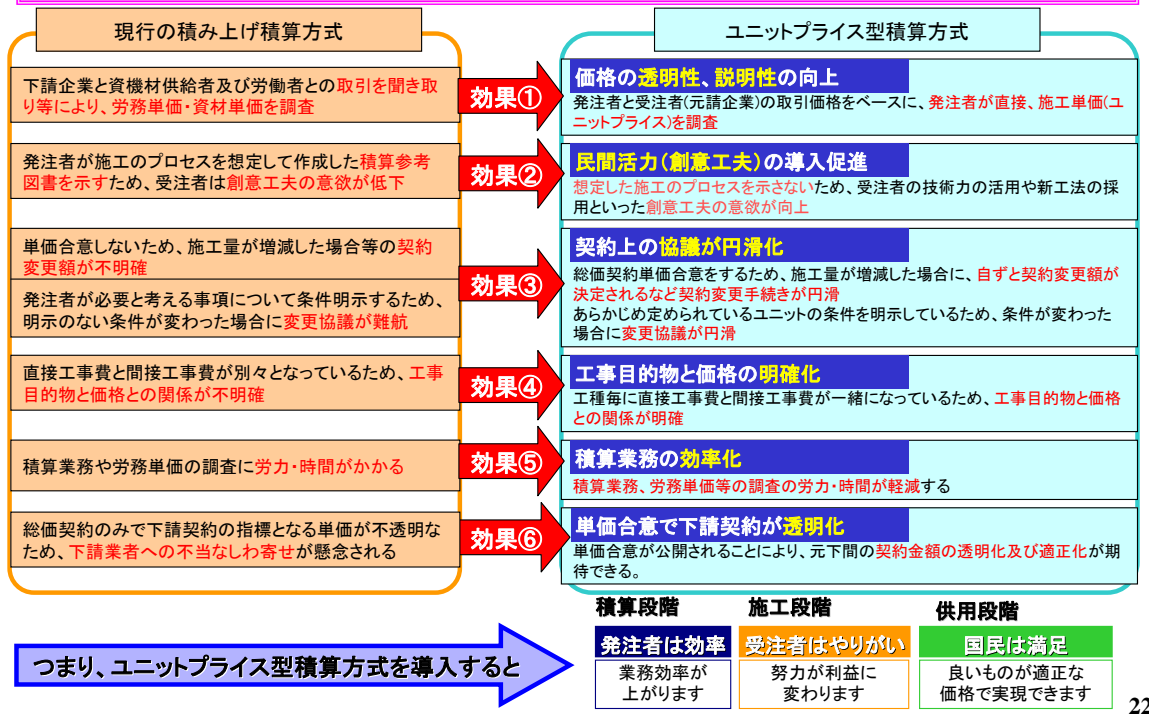 現行の積み上げ積算方式
ユニットプライス型積算方式
下請企業と資機材供給者及び労働者との取引を聞き取
り等により、労務単価・資材単価を調査
効果①
価格の透明性、説明性の向上
発注者と受注者(元請企業)の取引価格をベースに、発注者が直接、施工単価(ユ
ニットプライス)を調査
発注者が施工のプロセスを想定して作成した積算参考
図書を示すため、受注者は創意工夫の意欲が低下
効果②
民間活力(創意工夫)の導入促進
想定した施工のプロセスを示さないため、受注者の技術力の活用や新工法の採
用といった創意工夫の意欲が向上
単価合意しないため、施工量が増減した場合等の契約
変更額が不明確
発注者が必要と考える事項について条件明示するため、
明示のない条件が変わった場合に変更協議が難航
効果③
契約上の協議が円滑化
総価契約単価合意をするため、施工量が増減した場合に、自ずと契約変更額が
決定されるなど契約変更手続きが円滑
あらかじめ定められているユニットの条件を明示しているため、条件が変わった
場合に変更協議が円滑
直接工事費と間接工事費が別々となっているため、工事
目的物と価格との関係が不明確
効果④
工事目的物と価格の明確化
工種毎に直接工事費と間接工事費が一緒になっているため、工事目的物と価格
との関係が明確
積算業務や労務単価の調査に労力・時間がかかる
効果⑤
積算業務の効率化
積算業務、労務単価等の調査の労力・時間が軽減する
総価契約のみで下請契約の指標となる単価が不透明な
ため、下請業者への不当なしわ寄せが懸念される
効果⑥
単価合意で下請契約が透明化
単価合意が公開されることにより、元下間の契約金額の透明化及び適正化が期
待できる。
つまり、ユニットプライス型積算方式を導入すると
積算段階
施工段階
供用段階
発注者は効率
受注者はやりがい
国民は満足
業務効率が
上がります
努力が利益に
変わります
良いものが適正な
価格で実現できます
22